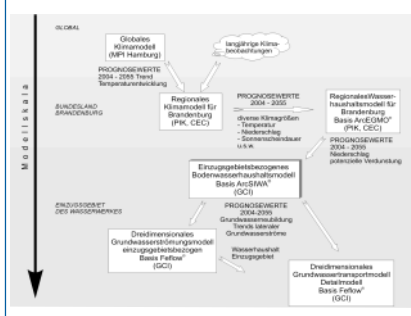 GLOBAL
Globales
Klimamodell
(MPI Hamburg)
langjährige Klima-
beobachtungen
PROGNOSEWERTE
2004 - 2055 Trend
Temperaturentwicklung
Modellskala
BUNDESLAND
BRANDENBURG
Regionales
Klimamodell für
Brandenburg
(PIK, CEC)
PROGNOSEWERTE
2004 - 2055
diverse Klimagrößen
- Temperatur
- Niederschlag
- Sonnenscheindauer
u.s.w.
RegionalesWasser-
haushaltsmodell für
Brandenburg
Basis ArcEGMO®
(PIK, CEC)
PROGNOSEWERTE
2004 - 2055
Niederschlag
potenzielle Verdunstung
Einzugsgebietsbezogenes
Bodenwasserhaushaltsmodell
Basis ArcSIWA®
(GCI)
EINZUGSGEBIET
DES WASSERWERKES
PROGNOSEWERTE
2004-2055
Grundwasserneubildung
Trends lateraler
Grundwasserströme
Dreidimensionales
Grundwasserströmungsmodell
einzugsgebietsbezogen
Basis Feflow®
(GCI)
Wasserhaushalt
Einzugsgebiet
Dreidimensionales
Grundwassertransportmodell
Detailmodell
Basis Feflow®
(GCI)